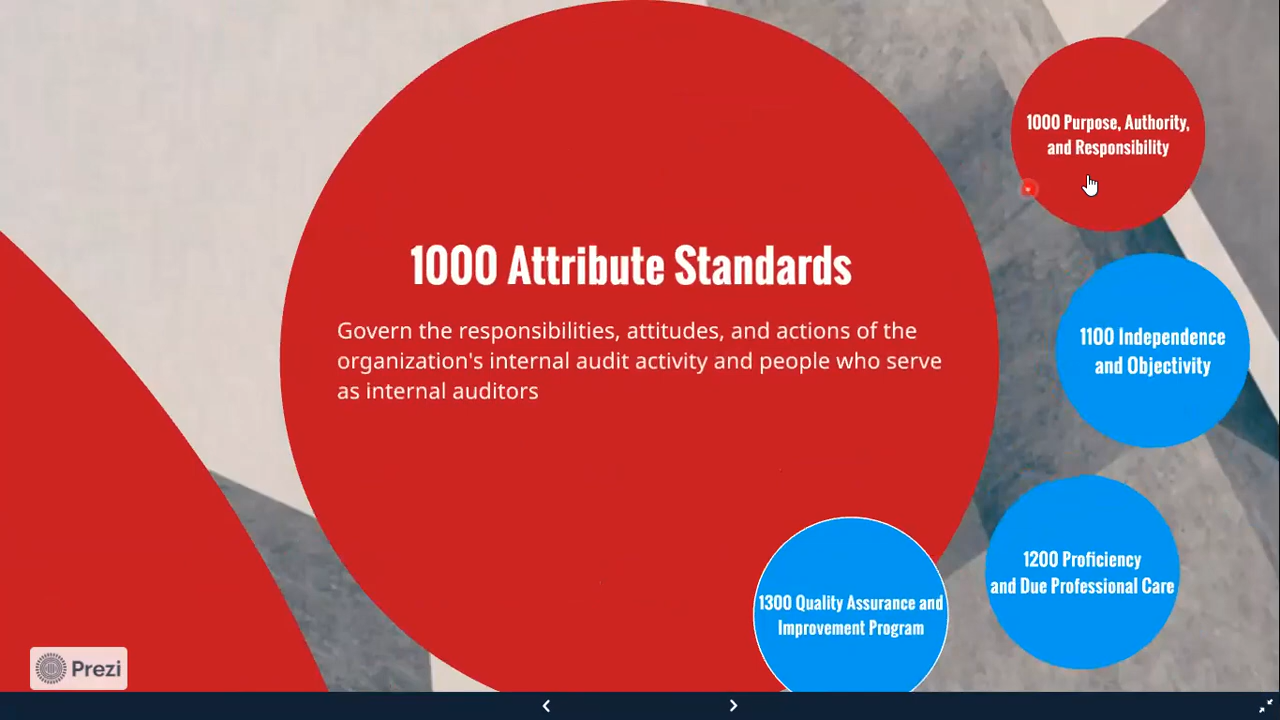 1000 Attribute Standards
Govern the responsibilities, attitudes, and actions of the
organization's internal audit activity and people who serve
as internal auditors
1000 Purpose, Authority,
and Responsibility
1100 Independence
and Objectivity
1200 Proficiency
and Due Professional Care
1300 Quality Assurance and
Improvement Program
Prezi